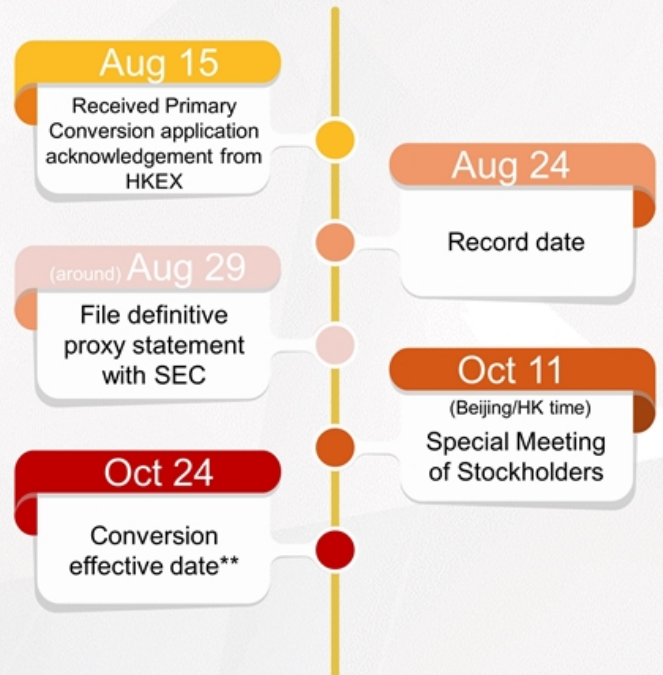 Aug 15
Received Primary
Conversion application
acknowledgement from
HKEX
Aug 24
Record date
(around) Aug 29
File definitive
proxy statement
with SEC
Oct 11
(Beijing/HK time)
Special Meeting
of Stockholders
Oct 24
Conversion
effective date**